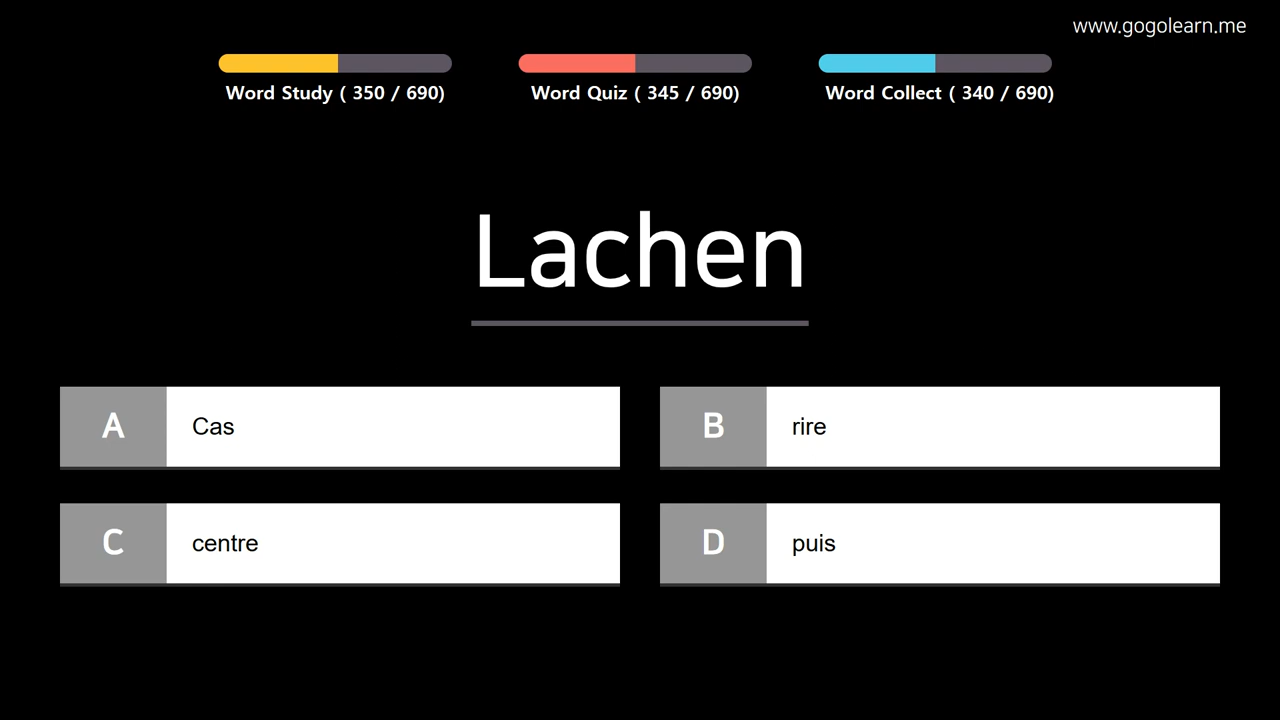 www.gogolearn.me
Word Study ( 350 / 690)
Word Quiz ( 345 / 690)
Word Collect ( 340 / 690)
Lachen
A Cas
B rire
C centre
D puis